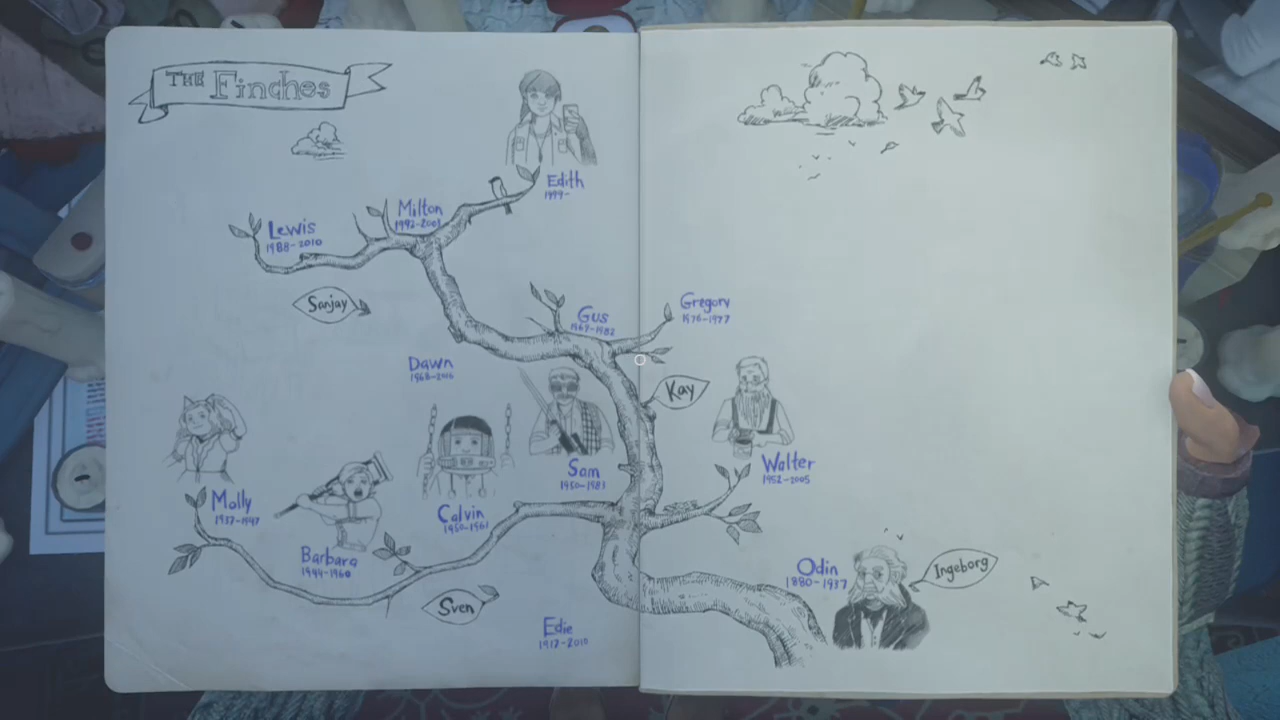 THE Finches
Edith
1999-
Milton
1992-2003
Lewis
1988-2010
Sanjay
Gus
1969-1982
Gregory
1976-1977
Dawn
1968-2016
Kay
Sam
1950-1983
Walter
1952-2005
Molly
1937-1947
Calvin
1950-1961
Barbara
1944-1960
Sven
Odin
1880-1937
Ingeborg
Edie
1917-2010